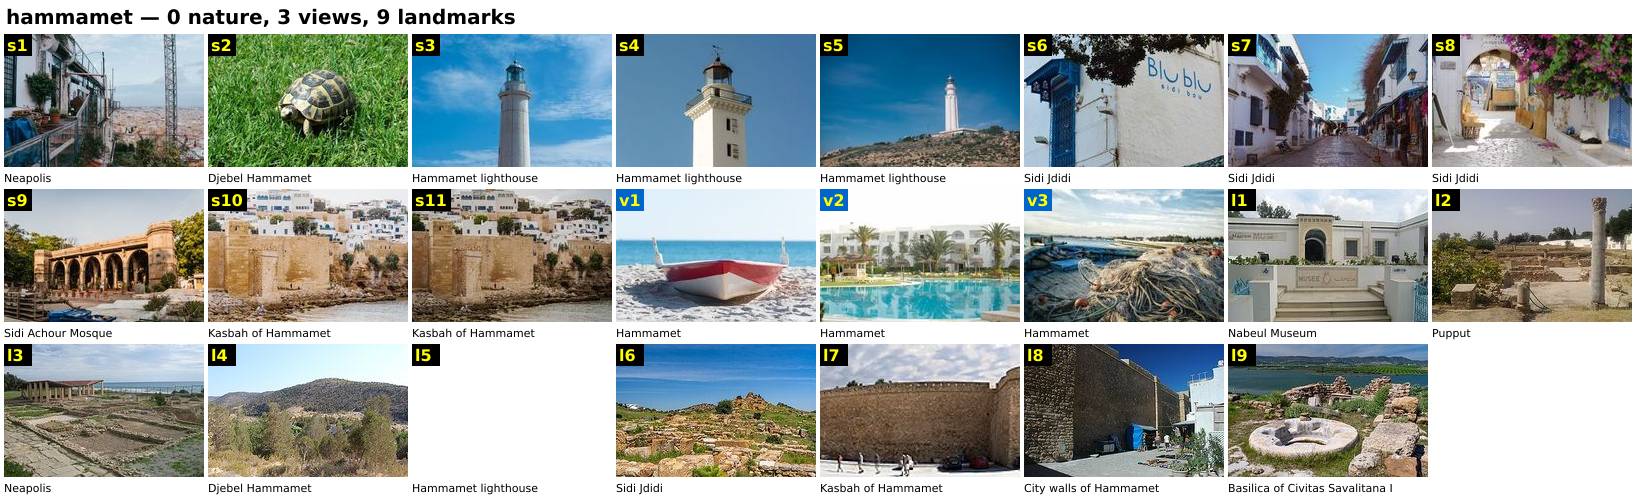 hammamet — 0 nature, 3 views, 9 landmarks
s1
s2
s3
s4
s5
s6
Blu blu
sidi bou
s7
s8
Neapolis
Djebel Hammamet
Hammamet lighthouse
Hammamet lighthouse
Hammamet lighthouse
Sidi Jdidi
Sidi Jdidi
Sidi Jdidi
s9
s10
s11
v1
v2
v3
l1
MUSEE
l2
Sidi Achour Mosque
Kasbah of Hammamet
Kasbah of Hammamet
Hammamet
Hammamet
Hammamet
Nabeul Museum
Pupput
l3
l4
l5
l6
l7
l8
l9
Neapolis
Djebel Hammamet
Hammamet lighthouse
Sidi Jdidi
Kasbah of Hammamet
City walls of Hammamet
Basilica of Civitas Savalitana I